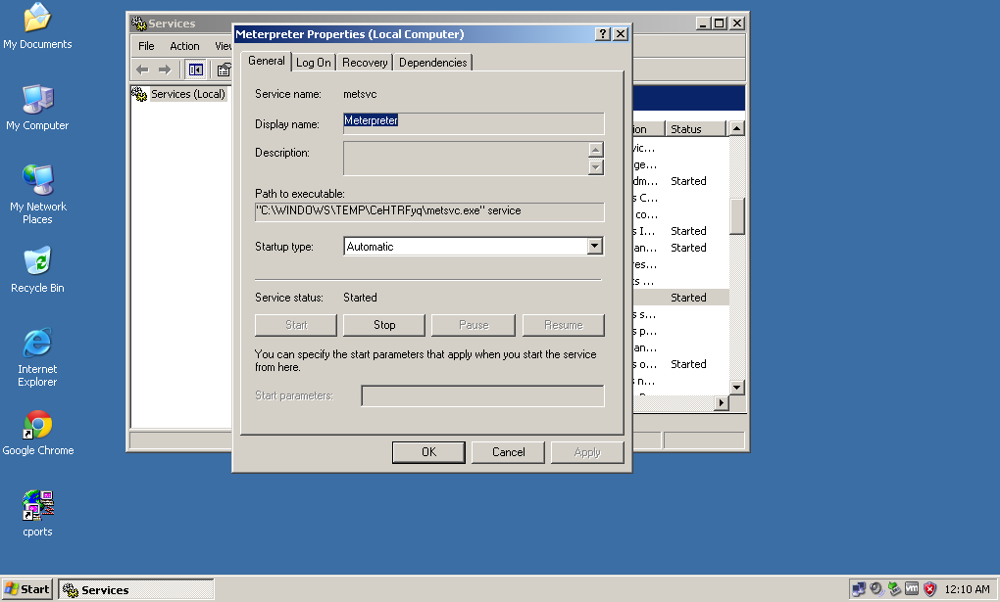 My Documents
My Computer
My Network
Places
Recycle Bin
Internet
Explorer
Google Chrome
cports
Services
File Action View
Services (Local)
Meterpreter Properties (Local Computer)
General Log On Recovery Dependencies
Service name: metsvc
Display name: Meterpreter
Description:
Path to executable:
"C:\WINDOWS\TEMP\CeHTRFyq\metsvc.exe" service
Startup type: Automatic
Service status: Started
Start Stop Pause Resume
You can specify the start parameters that apply when you start the service
from here.
Start parameters:
OK Cancel Apply
ion Status
vic...
ge...
dm... Started
s C...
co...
s I... Started
an... Started
res...
ts ...
Started
s s...
s p...
an...
s o... Started
s n...
Start Services
12:10 AM